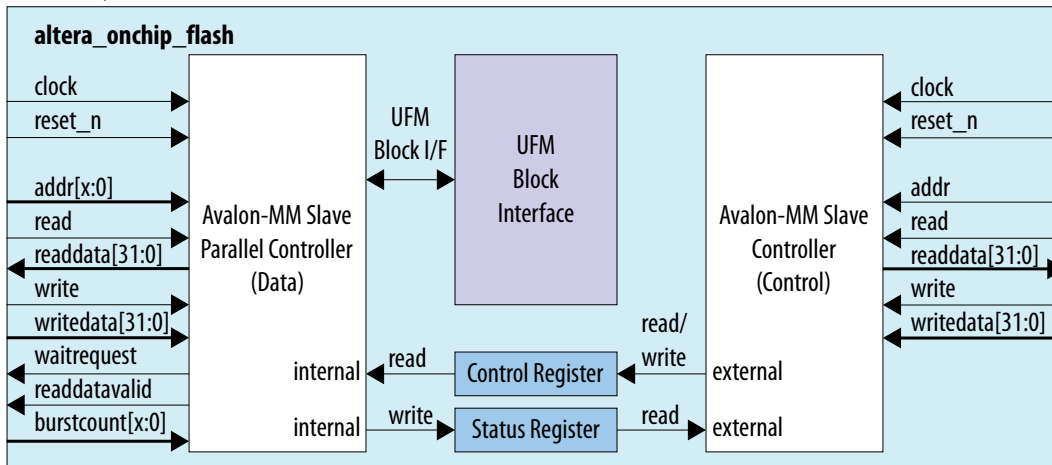 altera_onchip_flash
clock
reset_n
addr[x:0]
read
readdata[31:0]
write
writedata[31:0]
waitrequest
readdatavalid
burstcount[x:0]
Avalon-MM Slave
Parallel Controller
(Data)
internal
internal
UFM
Block I/F
UFM
Block
Interface
read
Control Register
read/
write
write
Status Register
read
Avalon-MM Slave
Controller
(Control)
external
external
clock
reset_n
addr
read
readdata[31:0]
write
writedata[31:0]